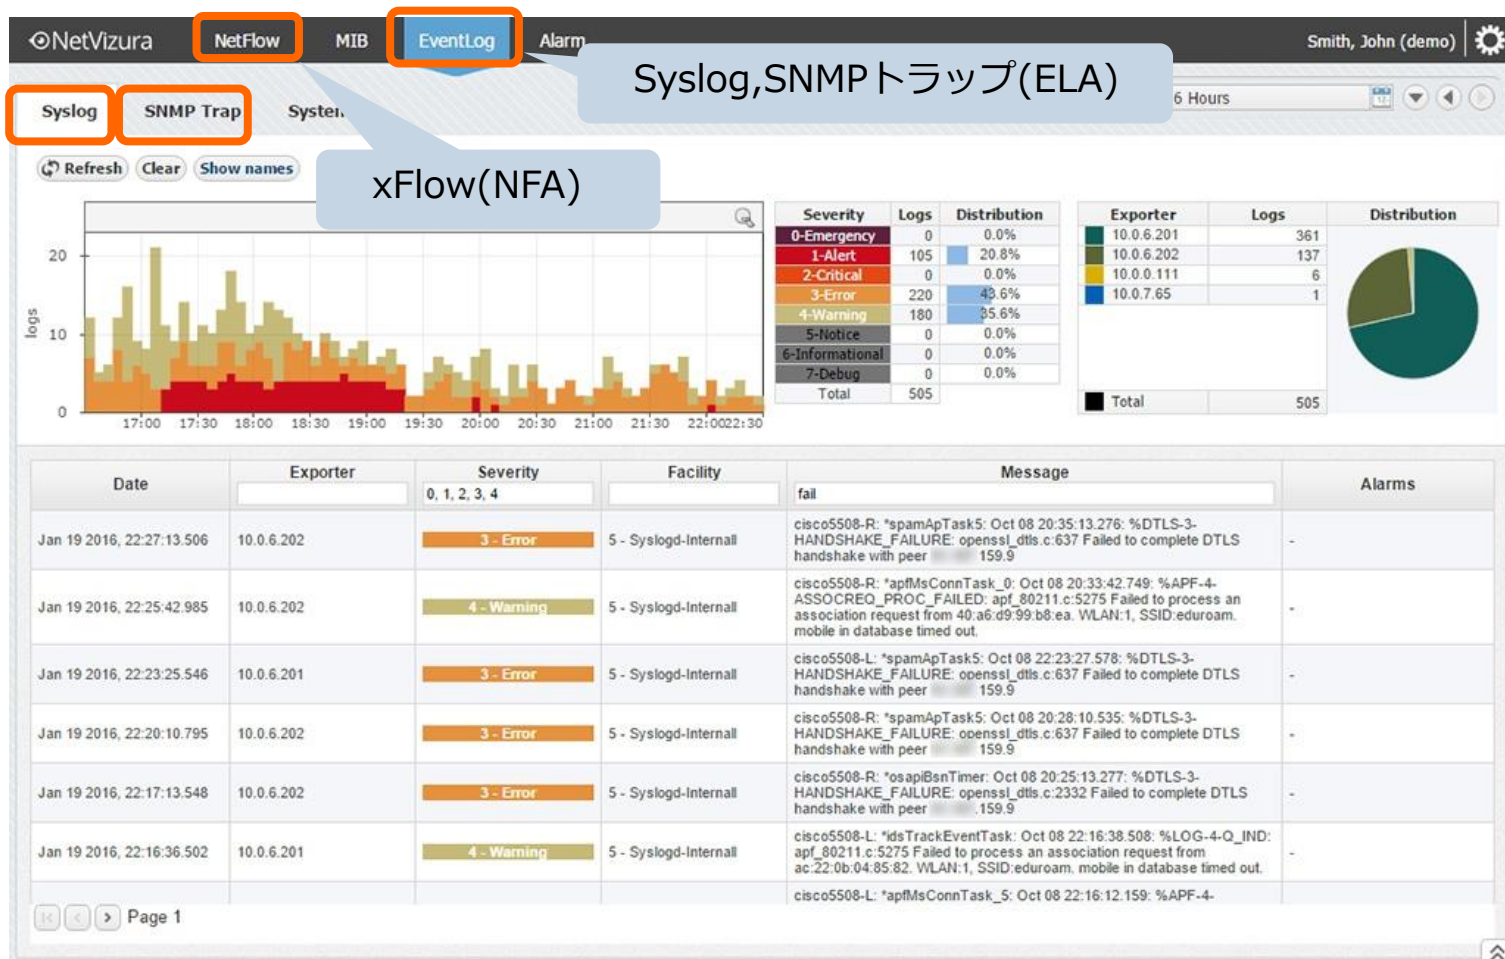 NetVizura NetFlow MIB EventLog Alarm Smith, John (demo)
Syslog,SNMPトラップ(ELA)
Syslog SNMP Trap System 6 Hours
Refresh Clear Show names
xFlow(NFA)
logs
20
10
0
17:00 17:30 18:00 18:30 19:00 19:30 20:00 20:30 21:00 21:30 22:00 22:30
Severity Logs Distribution
0-Emergency 0 0.0%
1-Alert 105 20.8%
2-Critical 0 0.0%
3-Error 220 43.6%
4-Warning 180 35.6%
5-Notice 0 0.0%
6-Informational 0 0.0%
7-Debug 0 0.0%
Total 505
Exporter Logs Distribution
10.0.6.201 361
10.0.6.202 137
10.0.0.111 6
10.0.7.65 1
Total 505
Date Exporter Severity Facility Message Alarms
0, 1, 2, 3, 4 fail
Jan 19 2016, 22:27:13.506 10.0.6.202 3 - Error 5 - Syslogd-Internall
cisco5508-R: *spamApTask5: Oct 08 20:35:13.276: %DTLS-3-
HANDSHAKE_FAILURE: openssl_dtls.c:637 Failed to complete DTLS
handshake with peer 159.9
-
Jan 19 2016, 22:25:42.985 10.0.6.202 4 - Warning 5 - Syslogd-Internall
cisco5508-R: *apfMsConnTask_0: Oct 08 20:33:42.749: %APF-4-
ASSOCREQ_PROC_FAILED: apf_80211.c:5275 Failed to process an
association request from 40:a6:d9:99:b8:ea. WLAN:1, SSID:eduroam.
mobile in database timed out.
-
Jan 19 2016, 22:23:25.546 10.0.6.201 3 - Error 5 - Syslogd-Internall
cisco5508-L: *spamApTask5: Oct 08 22:23:27.578: %DTLS-3-
HANDSHAKE_FAILURE: openssl_dtls.c:637 Failed to complete DTLS
handshake with peer 159.9
-
Jan 19 2016, 22:20:10.795 10.0.6.202 3 - Error 5 - Syslogd-Internall
cisco5508-R: *spamApTask5: Oct 08 20:28:10.535: %DTLS-3-
HANDSHAKE_FAILURE: openssl_dtls.c:637 Failed to complete DTLS
handshake with peer 159.9
-
Jan 19 2016, 22:17:13.548 10.0.6.202 3 - Error 5 - Syslogd-Internall
cisco5508-R: *osapiBsnTimer: Oct 08 20:25:13.277: %DTLS-3-
HANDSHAKE_FAILURE: openssl_dtls.c:2332 Failed to complete DTLS
handshake with peer .159.9
-
Jan 19 2016, 22:16:36.502 10.0.6.201 4 - Warning 5 - Syslogd-Internall
cisco5508-L: *idsTrackEventTask: Oct 08 22:16:38.508: %LOG-4-Q_IND:
apf_80211.c:5275 Failed to process an association request from
ac:22:0b:04:85:82. WLAN:1, SSID:eduroam. mobile in database timed out.
-
cisco5508-L: *apfMsConnTask_5: Oct 08 22:16:12.159: %APF-4-
Page 1